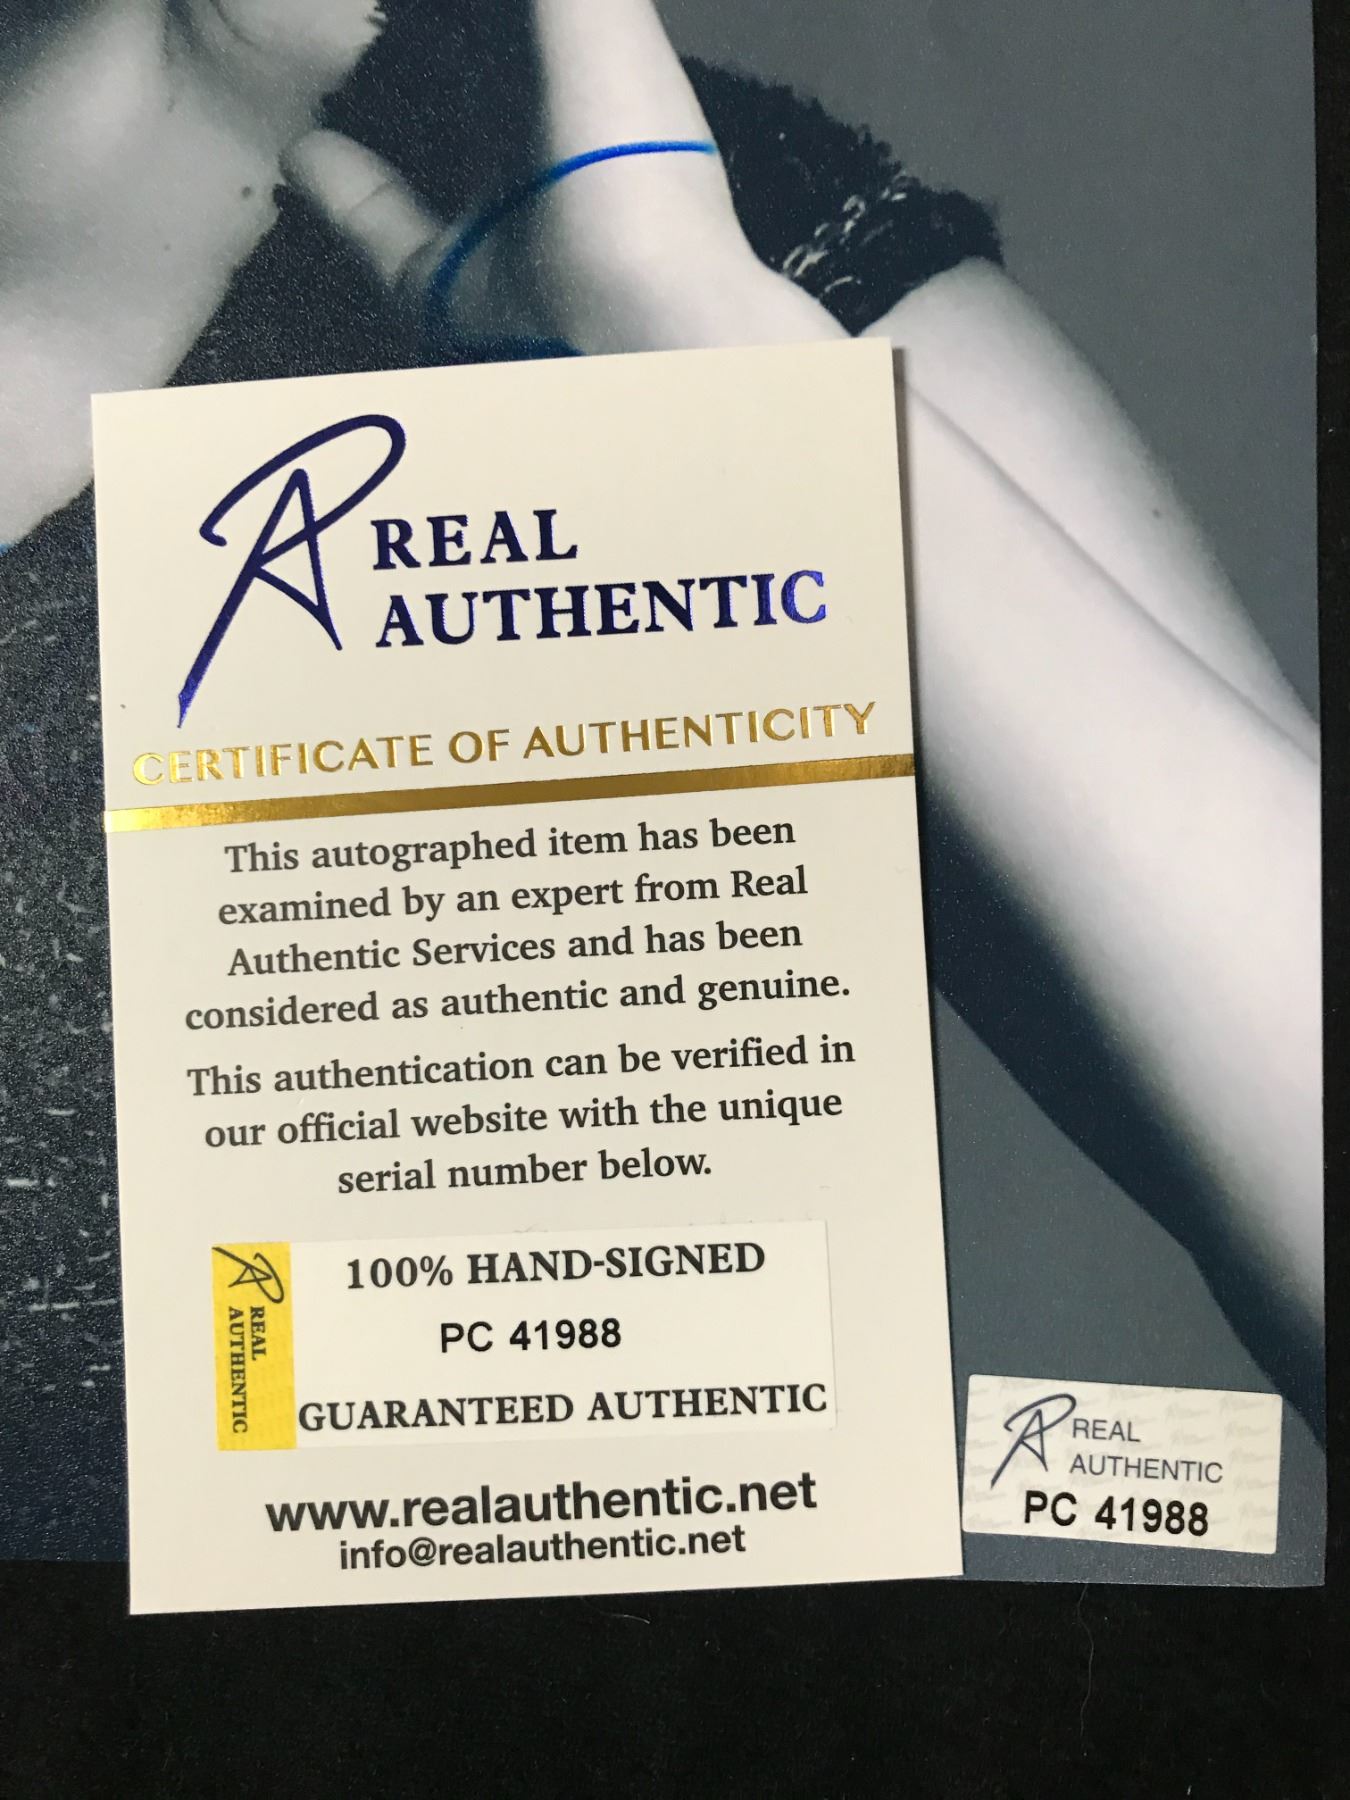 REAL
AUTHENTIC
CERTIFICATE OF AUTHENTICITY
This autographed item has been
examined by an expert from Real
Authentic Services and has been
considered as authentic and genuine.
This authentication can be verified in
our official website with the unique
serial number below.
REAL
AUTHENTIC
100% HAND-SIGNED
PC 41988
GUARANTEED AUTHENTIC
www.realauthentic.net
info@realauthentic.net
REAL
AUTHENTIC
PC 41988